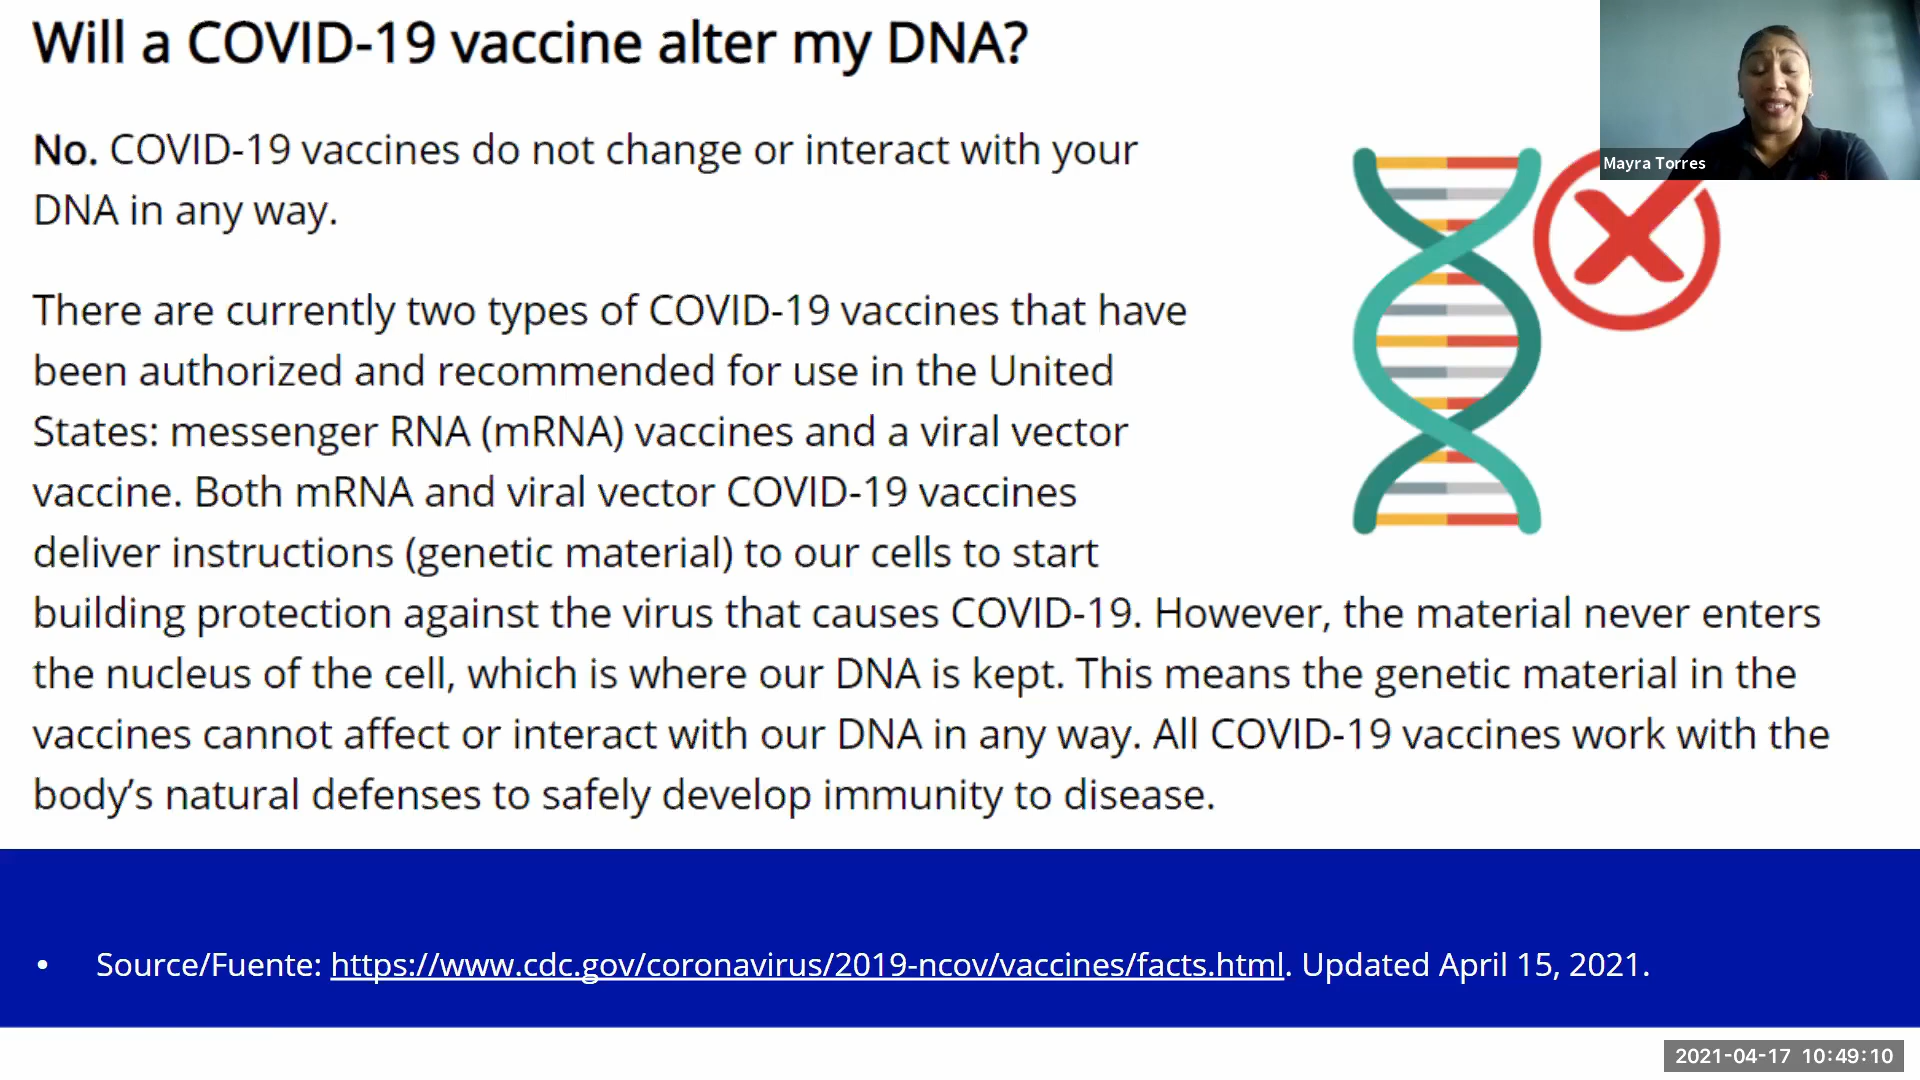 Will a COVID-19 vaccine alter my DNA?
No. COVID-19 vaccines do not change or interact with your
DNA in any way.
There are currently two types of COVID-19 vaccines that have
been authorized and recommended for use in the United
States: messenger RNA (mRNA) vaccines and a viral vector
vaccine. Both mRNA and viral vector COVID-19 vaccines
deliver instructions (genetic material) to our cells to start
building protection against the virus that causes COVID-19. However, the material never enters
the nucleus of the cell, which is where our DNA is kept. This means the genetic material in the
vaccines cannot affect or interact with our DNA in any way. All COVID-19 vaccines work with the
body’s natural defenses to safely develop immunity to disease.
Mayra Torres
• Source/Fuente: https://www.cdc.gov/coronavirus/2019-ncov/vaccines/facts.html. Updated April 15, 2021.
2021-04-17 10:49:10